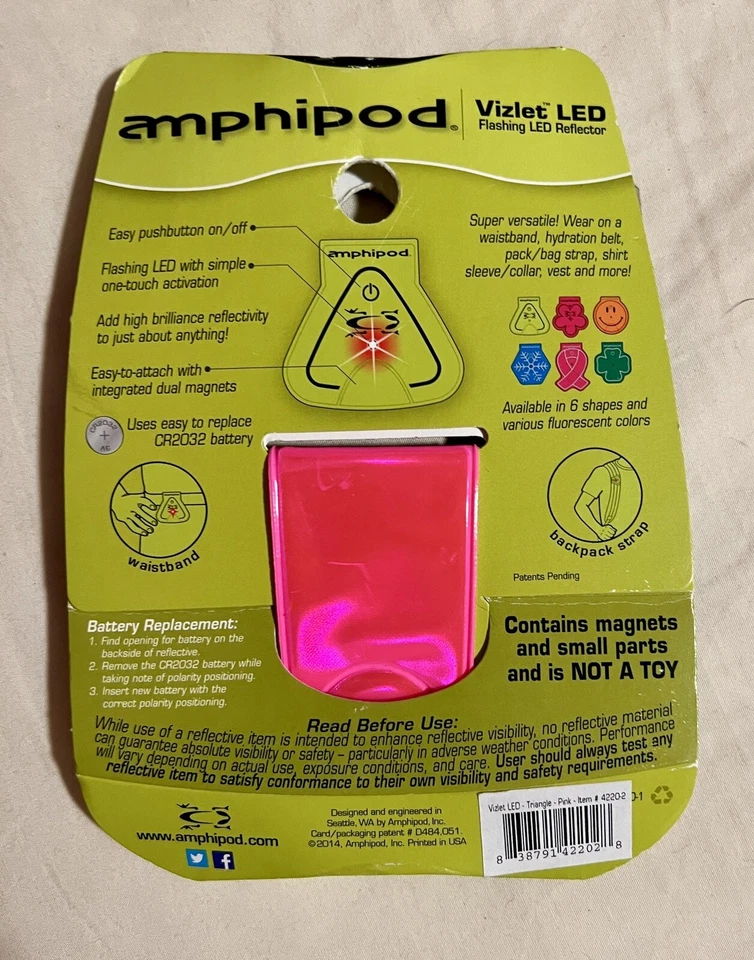 amphipod®
Vizlet™ LED
Flashing LED Reflector
Easy pushbutton on/off
Flashing LED with simple
one-touch activation
Add high brilliance reflectivity
to just about anything!
Easy-to-attach with
integrated dual magnets
CR2032
+
Uses easy to replace
CR2032 battery
amphipod
Super versatile! Wear on a
waistband, hydration belt,
pack/bag strap, shirt
sleeve/collar, vest and more!
Available in 6 shapes and
various fluorescent colors
waistband
backpack strap
Patents Pending
Battery Replacement:
1. Find opening for battery on the
backside of reflective.
2. Remove the CR2032 battery while
taking note of polarity positioning.
3. Insert new battery with the
correct polarity positioning.
Contains magnets
and small parts
and is NOT A TOY
Read Before Use:
While use of a reflective item is intended to enhance reflective visibility, no reflective material
can guarantee absolute visibility or safety – particularly in adverse weather conditions. Performance
will vary depending on actual use, exposure conditions, and care. User should always test any
reflective item to satisfy conformance to their own visibility and safety requirements.
www.amphipod.com
Designed and engineered in
Seattle, WA by Amphipod, Inc.
Card/packaging patent # D484,051.
©2014, Amphipod, Inc. Printed in USA
Vizlet LED - Triangle - Pink - Item # 4220-2
8 38791 42202 8
0-1